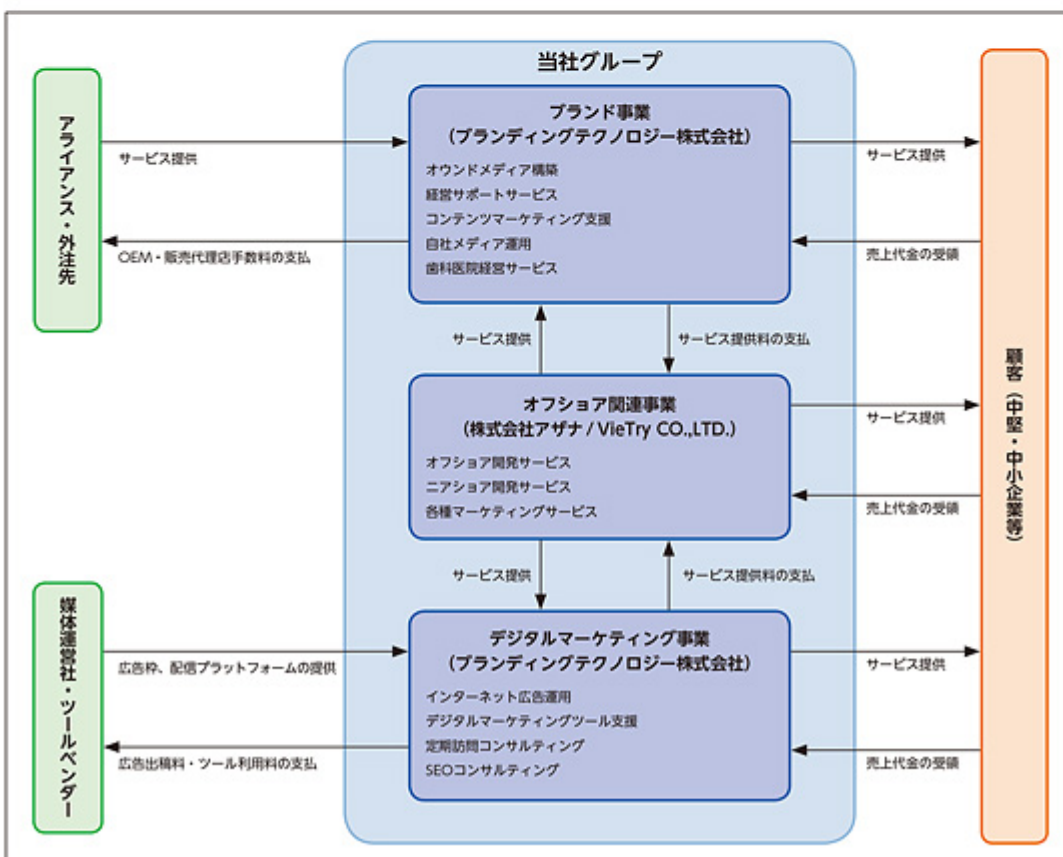 当社グループ
アライアンス・外注先
サービス提供
OEM・販売代理店手数料の支払
ブランド事業
（ブランディングテクノロジー株式会社）
オウンドメディア構築
経営サポートサービス
コンテンツマーケティング支援
自社メディア運用
歯科医院経営サービス
サービス提供
売上代金の受領
サービス提供
サービス提供料の支払
オフショア関連事業
（株式会社アザナ / VieTry CO.,LTD.）
オフショア開発サービス
ニアショア開発サービス
各種マーケティングサービス
サービス提供
売上代金の受領
顧客（中堅・中小企業等）
サービス提供
サービス提供料の支払
媒体運営社・ツールベンダー
広告枠、配信プラットフォームの提供
広告出稿料・ツール利用料の支払
デジタルマーケティング事業
（ブランディングテクノロジー株式会社）
インターネット広告運用
デジタルマーケティングツール支援
定期訪問コンサルティング
SEOコンサルティング
サービス提供
売上代金の受領